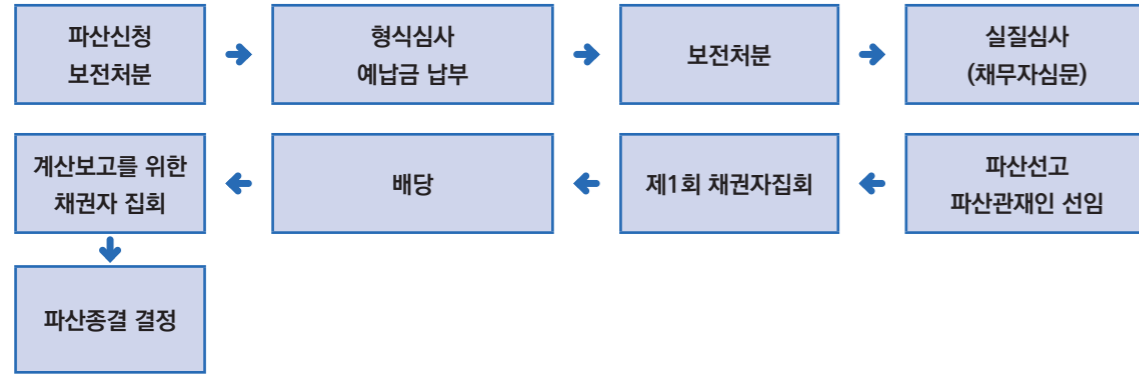 파산신청
보전처분
형식심사
예납금 납부
보전처분
실질심사
(채무자심문)
파산선고
파산관재인 선임
제1회 채권자집회
배당
계산보고를 위한
채권자 집회
파산종결 결정